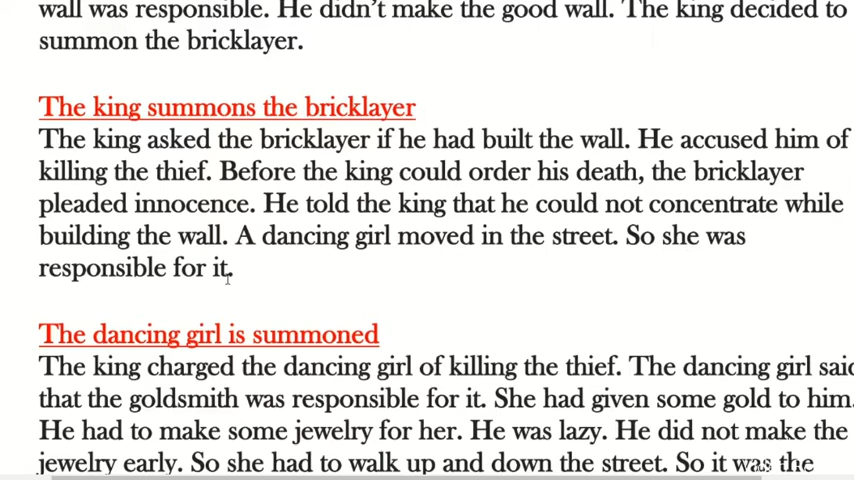 wall was responsible. He didn't make the good wall. The king decided to
summon the bricklayer.
The king summons the bricklayer
The king asked the bricklayer if he had built the wall. He accused him of
killing the thief. Before the king could order his death, the bricklayer
pleaded innocence. He told the king that he could not concentrate while
building the wall. A dancing girl moved in the street. So she was
responsible for it.
The dancing girl is summoned
The king charged the dancing girl of killing the thief. The dancing girl said
that the goldsmith was responsible for it. She had given some gold to him.
He had to make some jewelry for her. He was lazy. He did not make the
jewelry early. So she had to walk up and down the street. So it was the